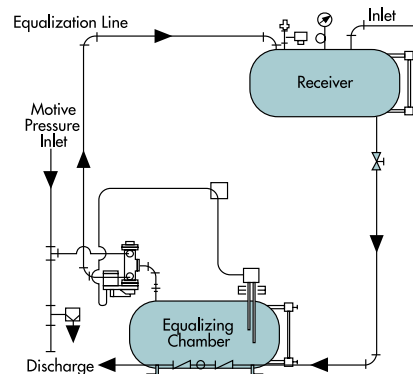 Equalization Line
Inlet
Receiver
Motive
Pressure
Inlet
Equalizing
Chamber
Discharge